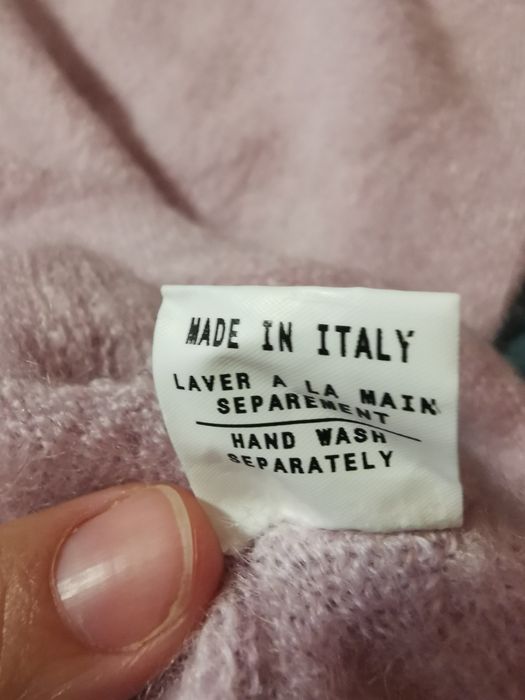 MADE IN ITALY
LAVER A LA MAIN
SEPAREMENT
HAND WASH
SEPARATELY